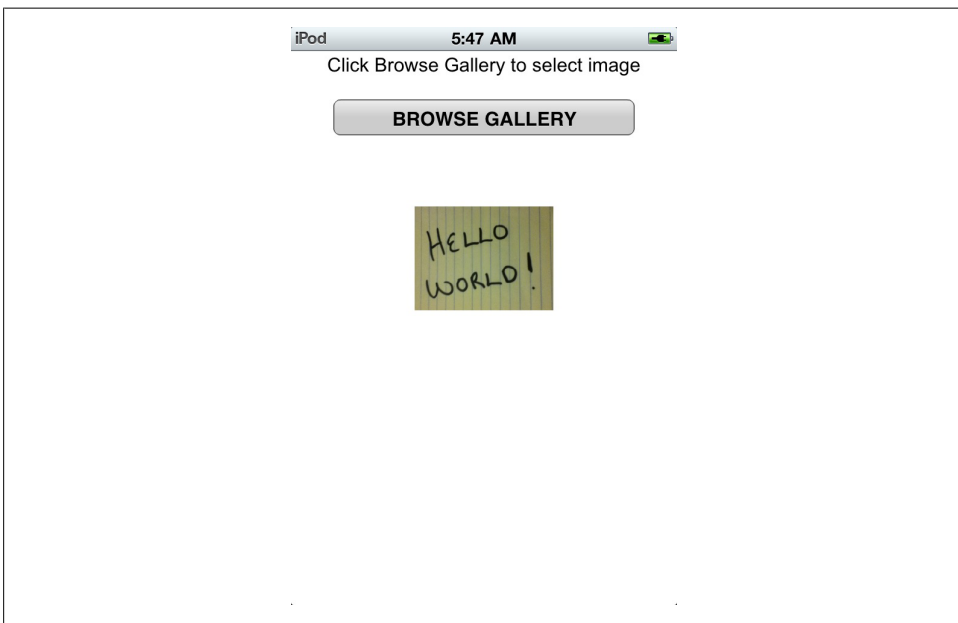 iPod 5:47 AM
Click Browse Gallery to select image
BROWSE GALLERY
HELLO
WORLD!